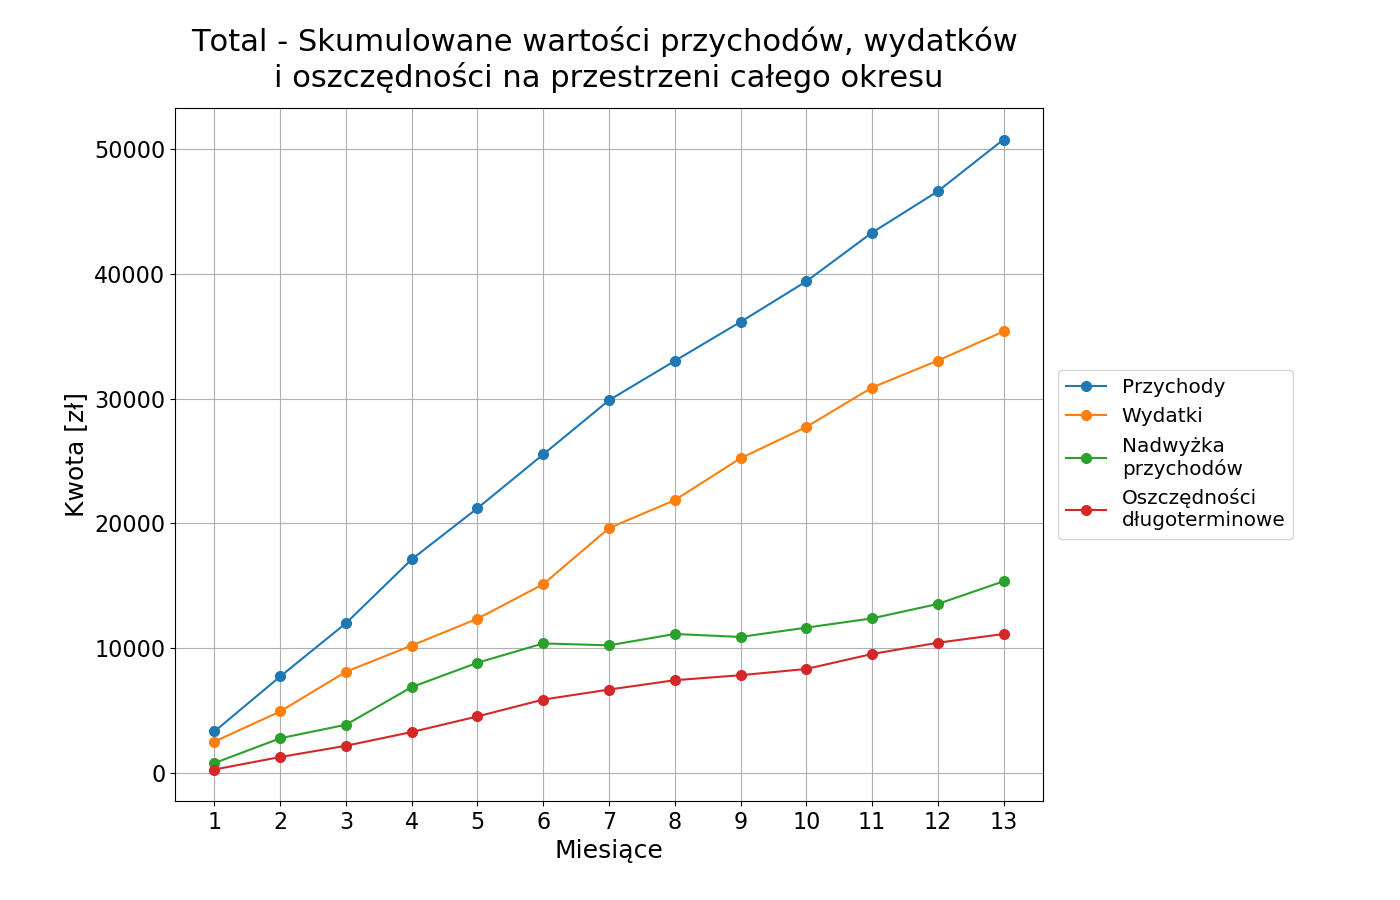 Total - Skumulowane wartości przychodów, wydatków
i oszczędności na przestrzeni całego okresu
50000
40000
30000
20000
10000
0
Kwota [zł]
1 2 3 4 5 6 7 8 9 10 11 12 13
Miesiące
Przychody
Wydatki
Nadwyżka
przychodów
Oszczędności
długoterminowe